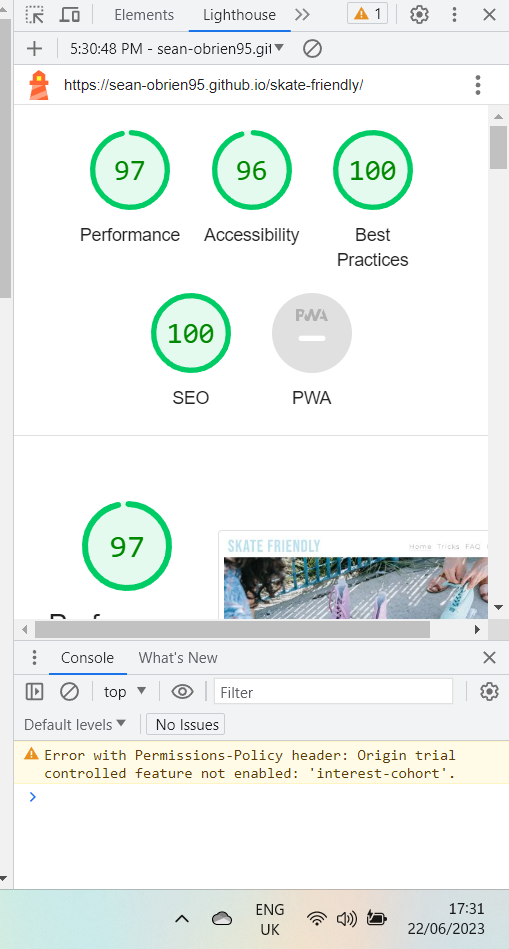 Elements Lighthouse 1
5:30:48 PM - sean-obrien95.git
https://sean-obrien95.github.io/skate-friendly/
97 96 100
Performance Accessibility Best
Practices
100 PWA
SEO PWA
97
SKATE FRIENDLY Home Tricks FAQ
Console What's New
top Filter
Default levels No Issues
Error with Permissions-Policy header: Origin trial
controlled feature not enabled: 'interest-cohort'.
ENG 17:31
UK 22/06/2023